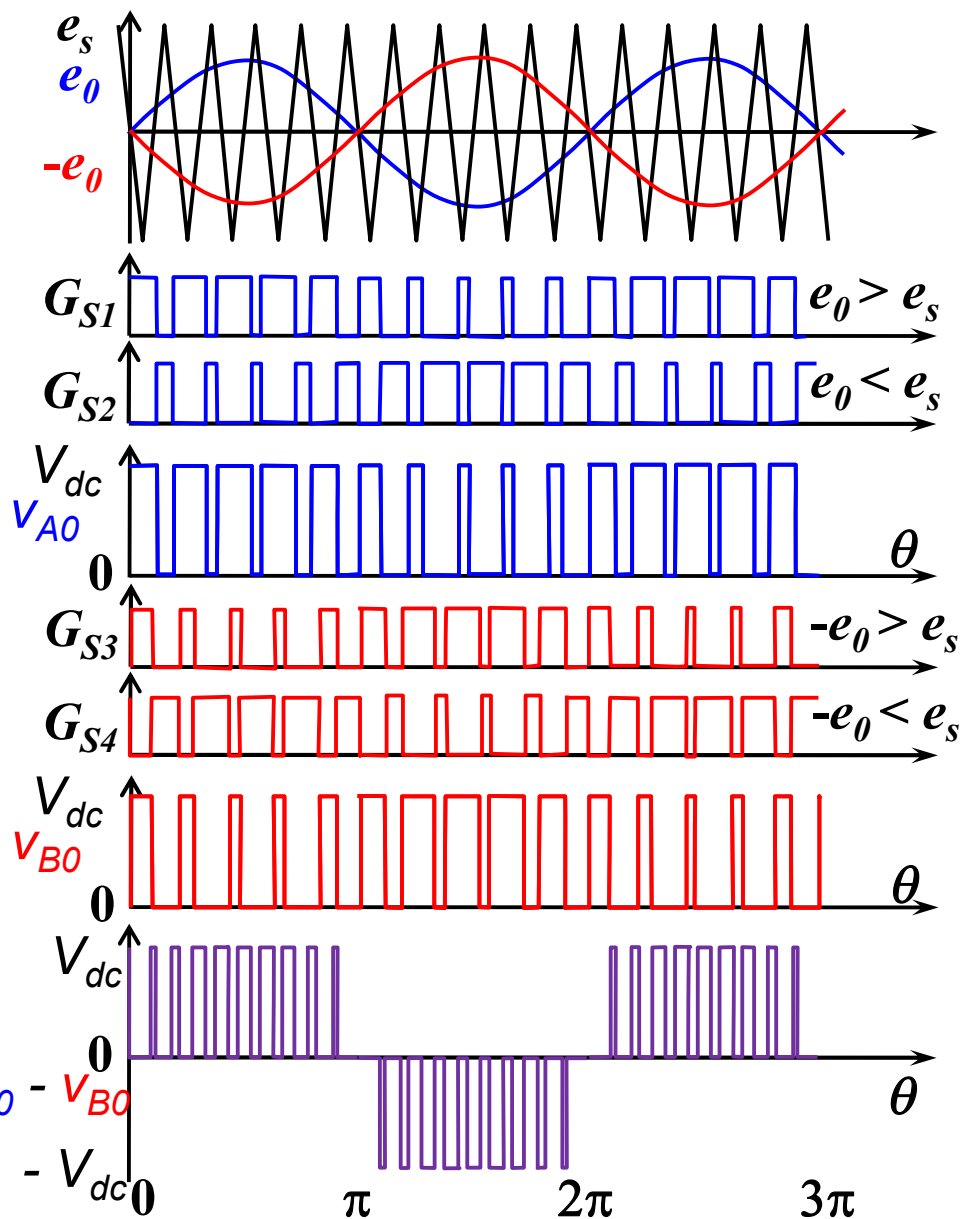 e_s
e_0
-e_0
G_S1
e_0 > e_s
G_S2
e_0 < e_s
V_dc
v_A0
0
θ
G_S3
-e_0 > e_s
G_S4
-e_0 < e_s
V_dc
v_B0
0
θ
V_dc
0
0 - v_B0
θ
- V_dc
0 π 2π 3π